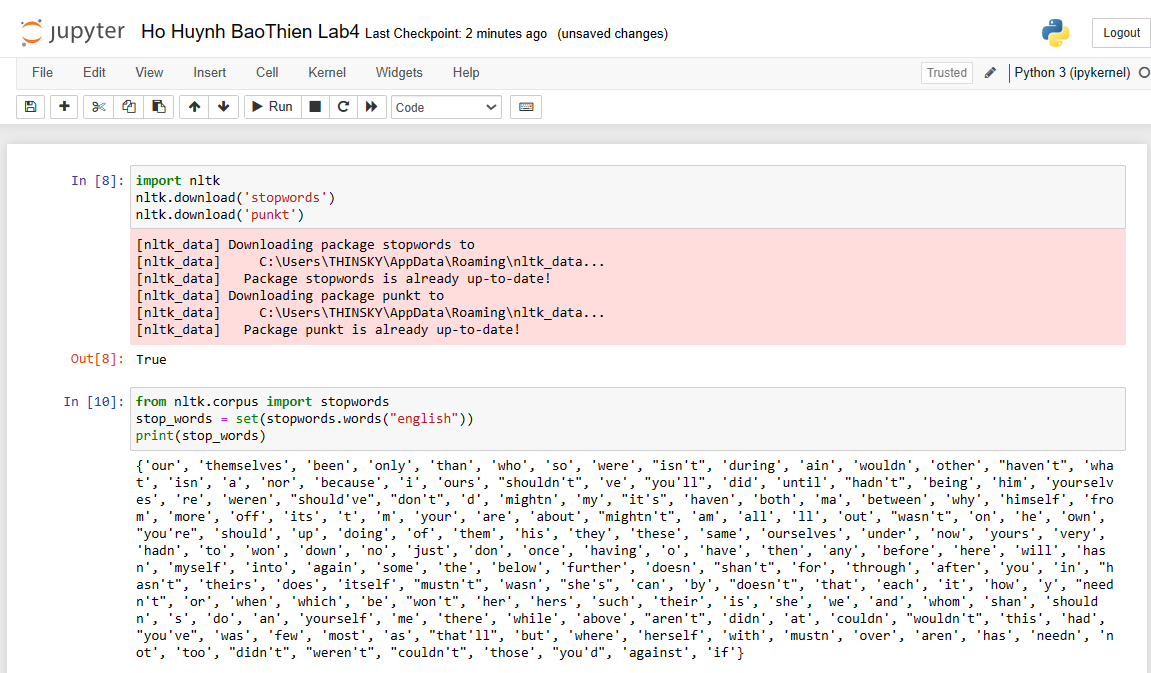 jupyter Ho Huynh BaoThien Lab4 Last Checkpoint: 2 minutes ago (unsaved changes) Logout
File Edit View Insert Cell Kernel Widgets Help Trusted Python 3 (ipykernel)
Run Code
In [8]: import nltk
nltk.download('stopwords')
nltk.download('punkt')
[nltk_data] Downloading package stopwords to
[nltk_data]     C:\Users\THINSKY\AppData\Roaming\nltk_data...
[nltk_data]   Package stopwords is already up-to-date!
[nltk_data] Downloading package punkt to
[nltk_data]     C:\Users\THINSKY\AppData\Roaming\nltk_data...
[nltk_data]   Package punkt is already up-to-date!
Out[8]: True
In [10]: from nltk.corpus import stopwords
stop_words = set(stopwords.words("english"))
print(stop_words)
{'our', 'themselves', 'been', 'only', 'than', 'who', 'so', 'were', "isn't", 'during', 'ain', 'wouldn', 'other', "haven't", 'wha
t', 'isn', 'a', 'nor', 'because', 'i', 'ours', "shouldn't", 've', "you'll", 'did', 'until', "hadn't", 'being', 'him', 'yourselv
es', 're', 'weren', "should've", "don't", 'd', 'mightn', 'my', "it's", 'haven', 'both', 'ma', 'between', 'why', 'himself', 'fro
m', 'more', 'off', 'its', 't', 'm', 'your', 'are', 'about', "mightn't", 'am', 'all', 'll', 'out', "wasn't", 'on', 'he', 'own',
"you're", 'should', 'up', 'doing', 'of', 'them', 'his', 'they', 'these', 'same', 'ourselves', 'under', 'now', 'yours', 'very',
'hadn', 'to', 'won', 'down', 'no', 'just', 'don', 'once', 'having', 'o', 'have', 'then', 'any', 'before', 'here', 'will', 'has
n', 'myself', 'into', 'again', 'some', 'the', 'below', 'further', 'doesn', "shan't", 'for', 'through', 'after', 'you', 'in', "h
asn't", 'theirs', 'does', 'itself', "mustn't", 'wasn', "she's", 'can', 'by', "doesn't", 'that', 'each', 'it', 'how', 'y', "need
n't", 'or', 'when', 'which', 'be', "won't", 'her', 'hers', 'such', 'their', 'is', 'she', 'we', 'and', 'whom', 'shan', 'should
n', 's', 'do', 'an', 'yourself', 'me', 'there', 'while', 'above', "aren't", 'didn', 'at', 'couldn', "wouldn't", 'this', 'had',
"you've", 'was', 'few', 'most', 'as', "that'll", 'but', 'where', 'herself', 'with', 'mustn', 'over', 'aren', 'has', 'needn', 'n
ot', 'too', "didn't", "weren't", "couldn't", 'those', "you'd", 'against', 'if'}